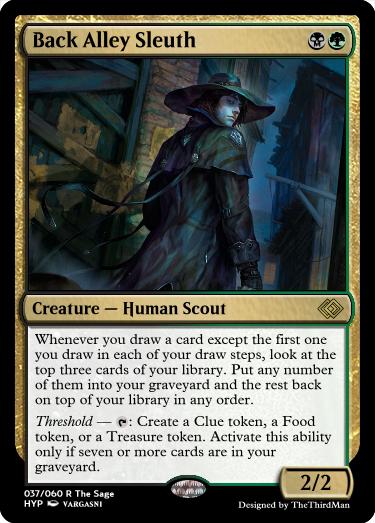 Back Alley Sleuth
Creature — Human Scout
Whenever you draw a card except the first one
you draw in each of your draw steps, look at the
top three cards of your library. Put any number
of them into your graveyard and the rest back
on top of your library in any order.
Threshold — : Create a Clue token, a Food
token, or a Treasure token. Activate this ability
only if seven or more cards are in your
graveyard.
2/2
037/060 R The Sage
HYP VARGASNI
Designed by TheThirdMan